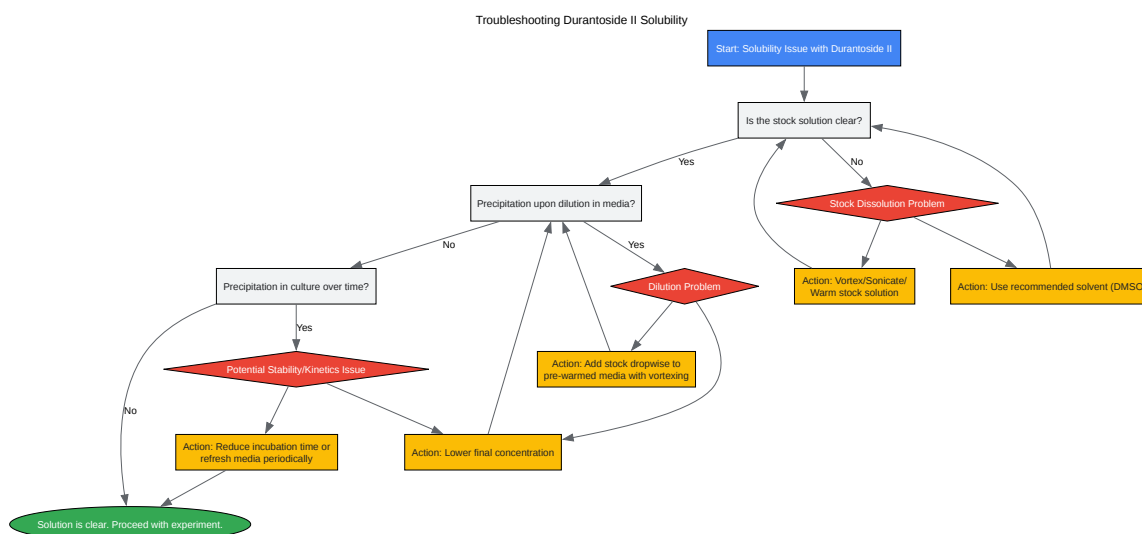 Troubleshooting Durantoside II Solubility
Start: Solubility Issue with Durantoside II
Is the stock solution clear?
Yes
No
Precipitation upon dilution in media?
Stock Dissolution Problem
No
Yes
Precipitation in culture over time?
Dilution Problem
Action: Vortex/Sonicate/
Warm stock solution
Action: Use recommended solvent (DMSO
Yes
Potential Stability/Kinetics Issue
Action: Add stock dropwise to
pre-warmed media with vortexing
No
Action: Reduce incubation time or
refresh media periodically
Action: Lower final concentration
Solution is clear. Proceed with experiment.